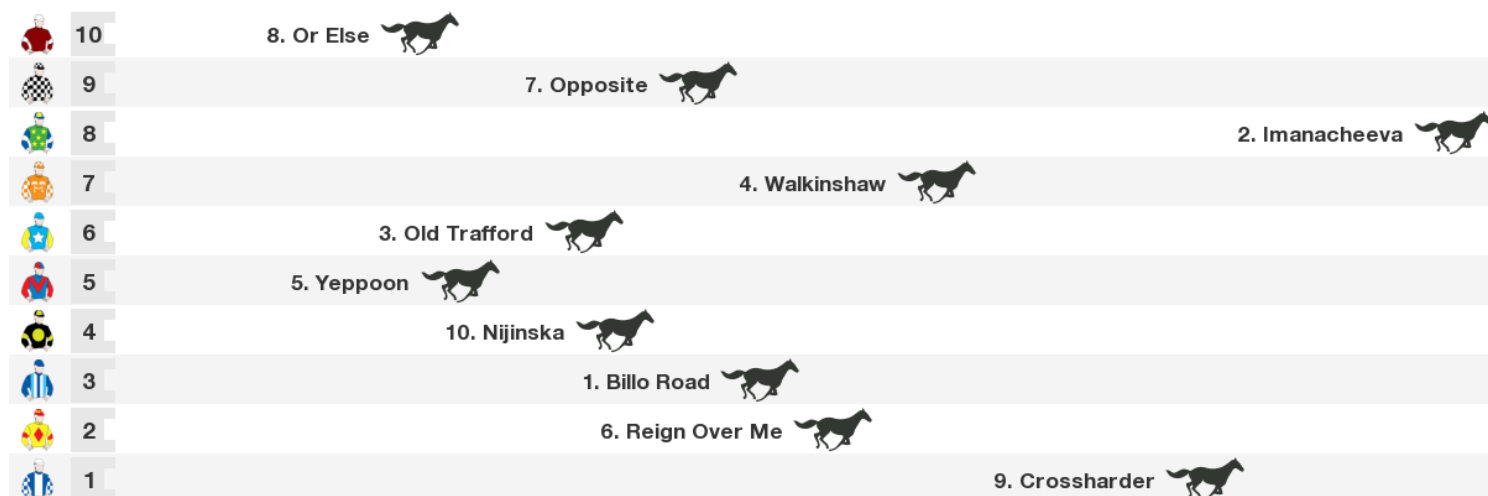 10 8. Or Else
9 7. Opposite
8 2. Imanacheeva
7 4. Walkinshaw
6 3. Old Trafford
5 5. Yeppoon
4 10. Nijinska
3 1. Billo Road
2 6. Reign Over Me
1 9. Crossharder